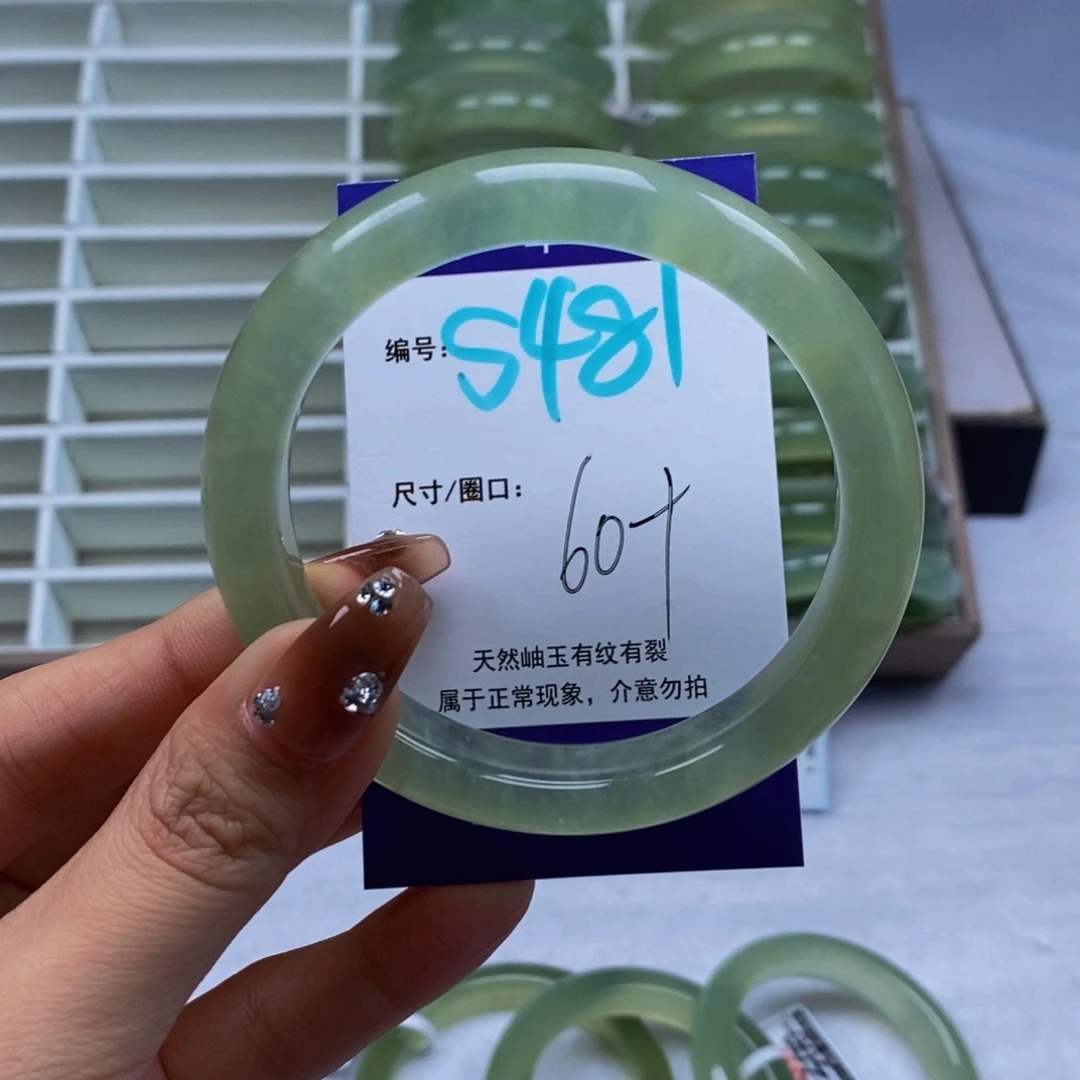 编号：S481
尺寸/圈口：60+
天然岫玉有纹有裂
属于正常现象，介意勿拍